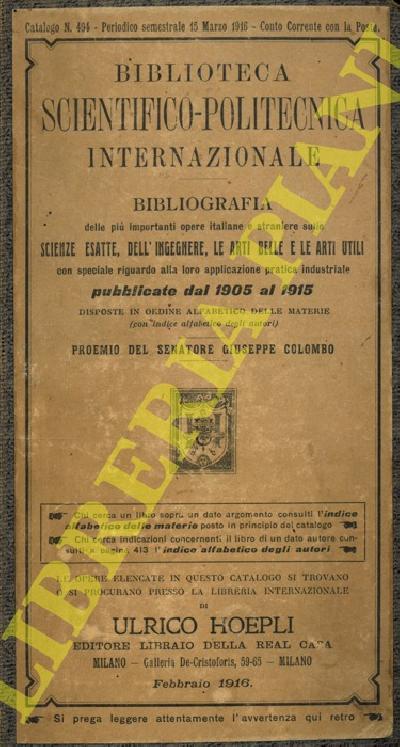 Catalogo N. 494 - Periodico semestrale 15 Marzo 1916 - Conto Corrente con la Posta.
BIBLIOTECA
SCIENTIFICO-POLITECNICA
INTERNAZIONALE
BIBLIOGRAFIA
delle più importanti opere italiane e straniere sulle
SCIENZE ESATTE, DELL'INGEGNERE, LE ARTI BELLE E LE ARTI UTILI
con speciale riguardo alla loro applicazione pratica industriale
pubblicate dal 1905 al 1915
DISPOSTE IN ORDINE ALFABETICO DELLE MATERIE
(con indice alfabetico degli autori)
PROEMIO DEL SENATORE GIUSEPPE COLOMBO
Chi cerca un libro sopra un dato argomento consulti l'indice
alfabetico delle materie posto in principio del catalogo
Chi cerca indicazioni concernenti il libro di un dato autore con-
sulti a pagina 413 l'indice alfabetico degli autori
LE OPERE ELENCATE IN QUESTO CATALOGO SI TROVANO
O SI PROCURANO PRESSO LA LIBRERIA INTERNAZIONALE
DI
ULRICO HOEPLI
EDITORE LIBRAIO DELLA REAL CASA
MILANO - Galleria De-Cristoforis, 59-65 - MILANO
Febbraio 1916.
Si prega leggere attentamente l'avvertenza qui retro
LIBRERIA PIANI